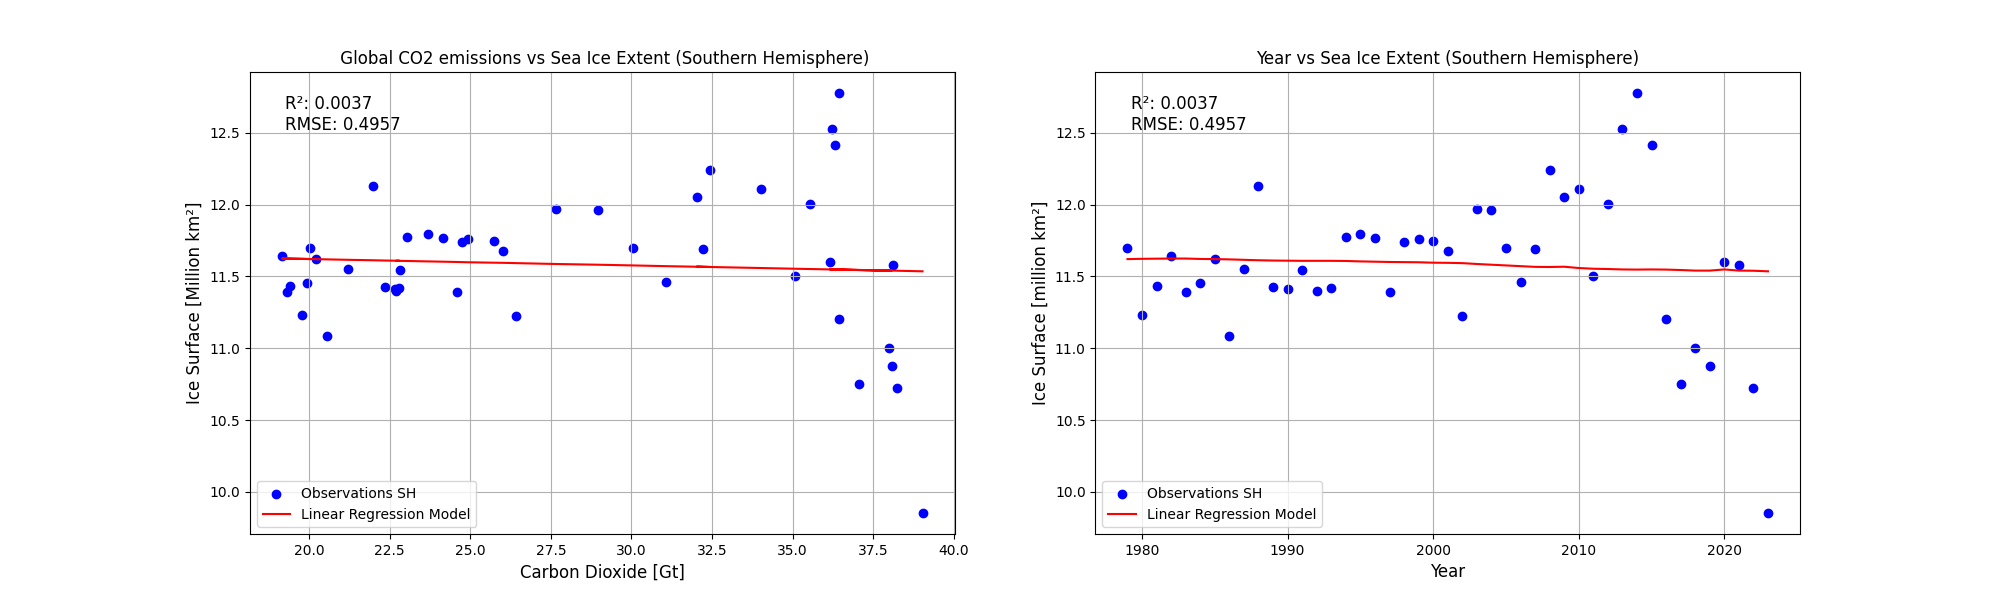 Global CO2 emissions vs Sea Ice Extent (Southern Hemisphere)
R²: 0.0037
RMSE: 0.4957
Ice Surface [Million km²]
12.5
12.0
11.5
11.0
10.5
10.0
Observations SH
Linear Regression Model
20.0 22.5 25.0 27.5 30.0 32.5 35.0 37.5 40.0
Carbon Dioxide [Gt]
Year vs Sea Ice Extent (Southern Hemisphere)
R²: 0.0037
RMSE: 0.4957
Ice Surface [million km²]
12.5
12.0
11.5
11.0
10.5
10.0
Observations SH
Linear Regression Model
1980 1990 2000 2010 2020
Year